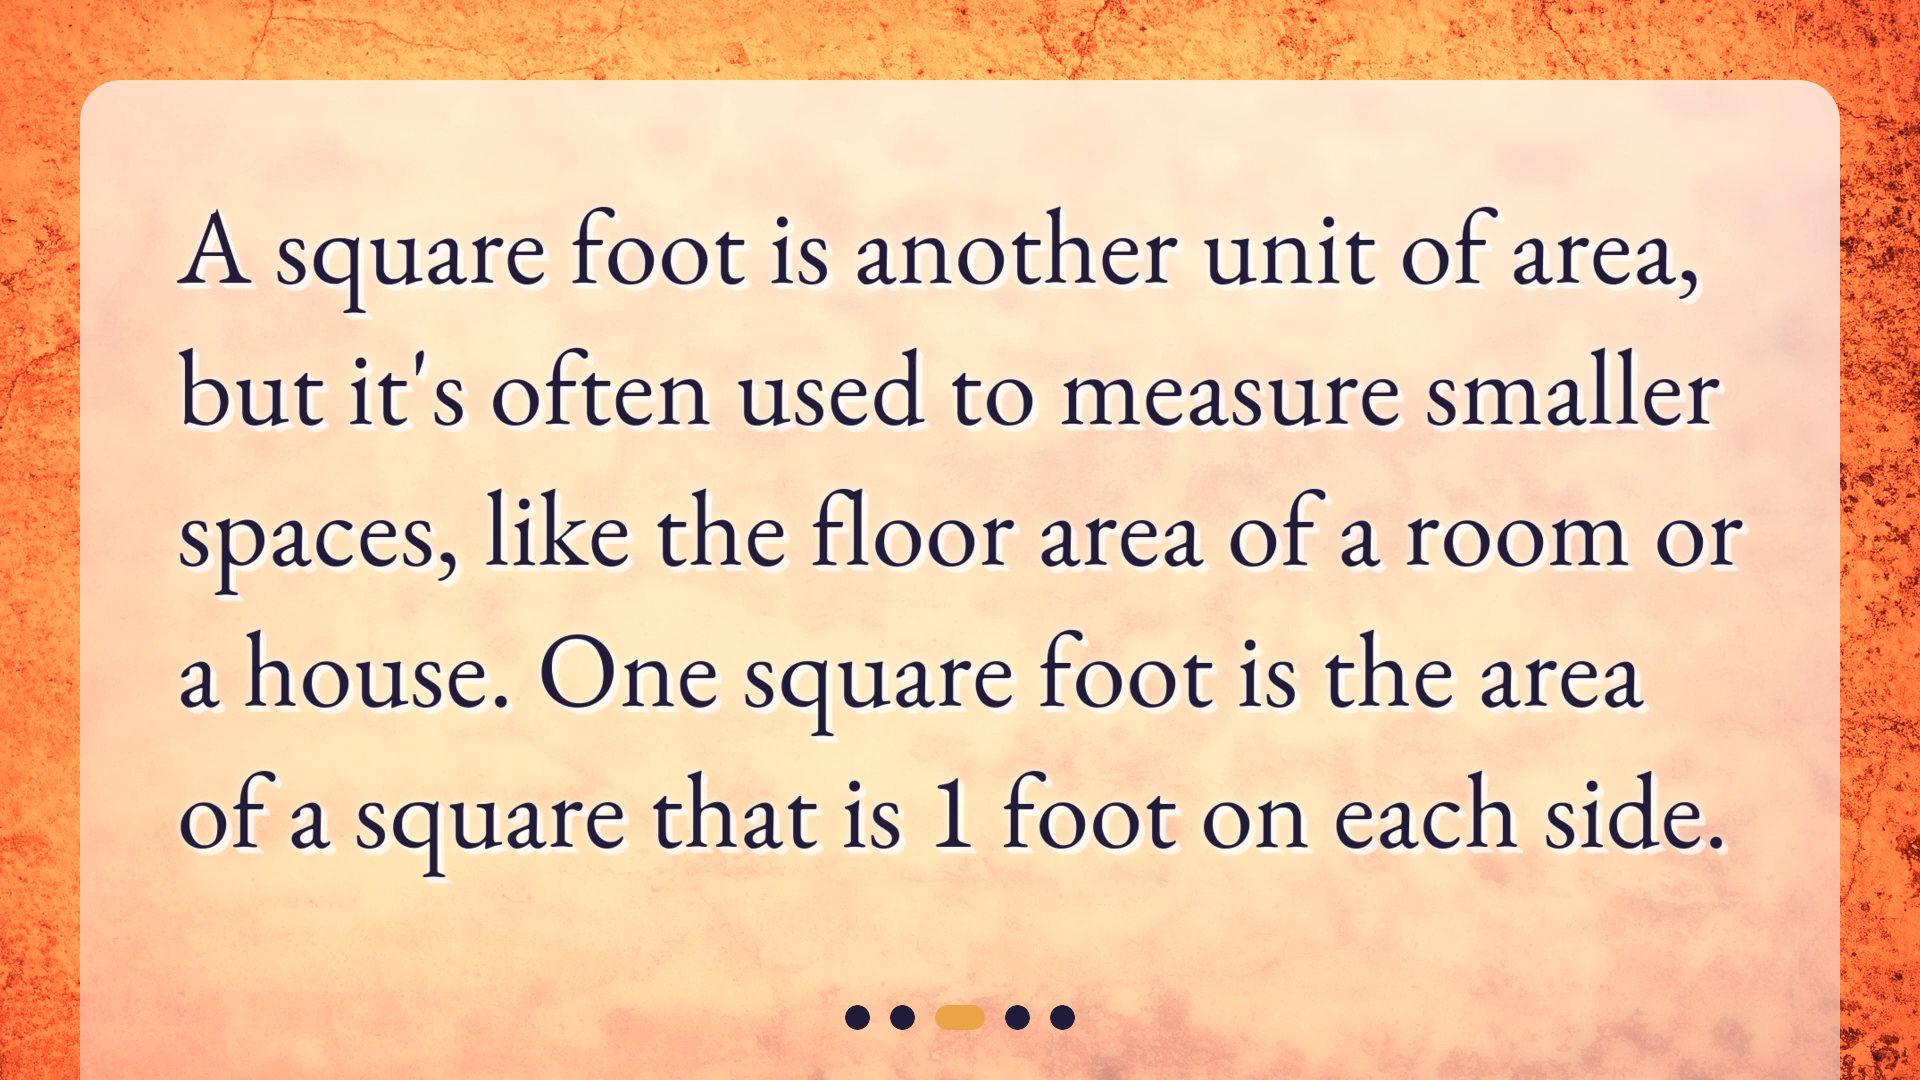 A square foot is another unit of area,
but it's often used to measure smaller
spaces, like the floor area of a room or
a house. One square foot is the area
of a square that is 1 foot on each side.